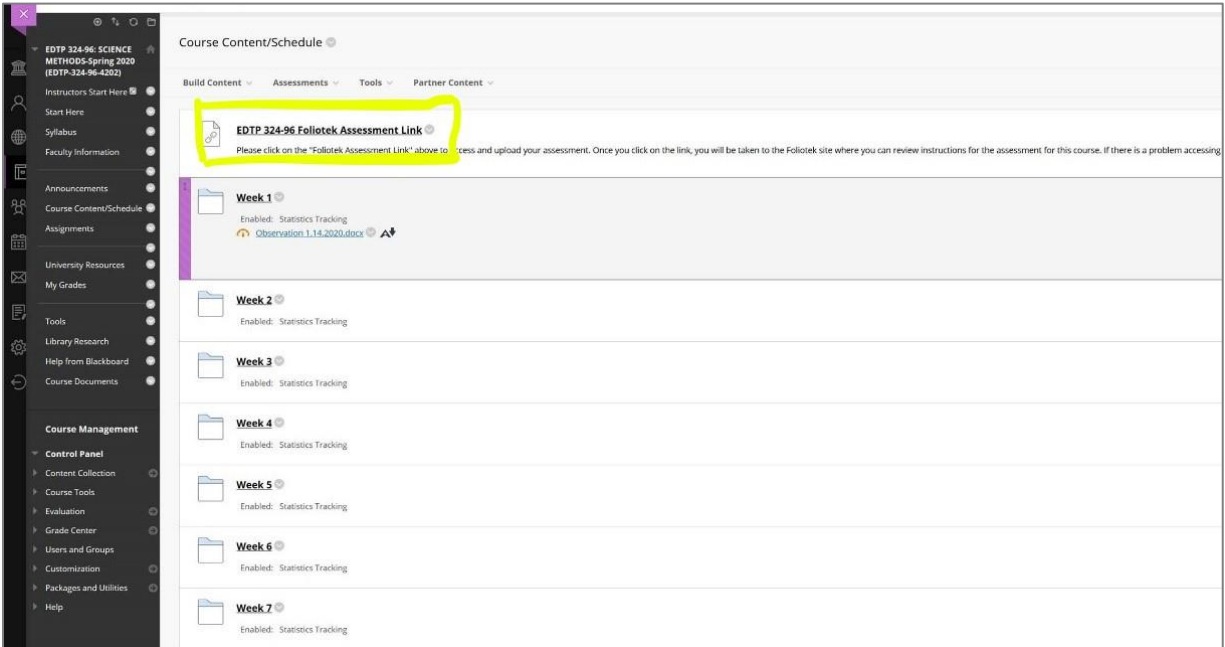 EDTP 324-96: SCIENCE
METHODS-Spring 2020
(EDTP-324-96-4202)
Instructors Start Here
Start Here
Syllabus
Faculty Information
Announcements
Course Content/Schedule
Assignments
University Resources
My Grades
Tools
Library Research
Help from Blackboard
Course Documents
Course Management
Control Panel
Content Collection
Course Tools
Evaluation
Grade Center
Users and Groups
Customization
Packages and Utilities
Help
Course Content/Schedule
Build Content Assessments Tools Partner Content
EDTP 324-96 Foliotek Assessment Link
Please click on the "Foliotek Assessment Link" above to access and upload your assessment. Once you click on the link, you will be taken to the Foliotek site where you can review instructions for the assessment for this course. If there is a problem accessing
Week 1
Enabled: Statistics Tracking
Observation 1.14.2020.docx
Week 2
Enabled: Statistics Tracking
Week 3
Enabled: Statistics Tracking
Week 4
Enabled: Statistics Tracking
Week 5
Enabled: Statistics Tracking
Week 6
Enabled: Statistics Tracking
Week 7
Enabled: Statistics Tracking